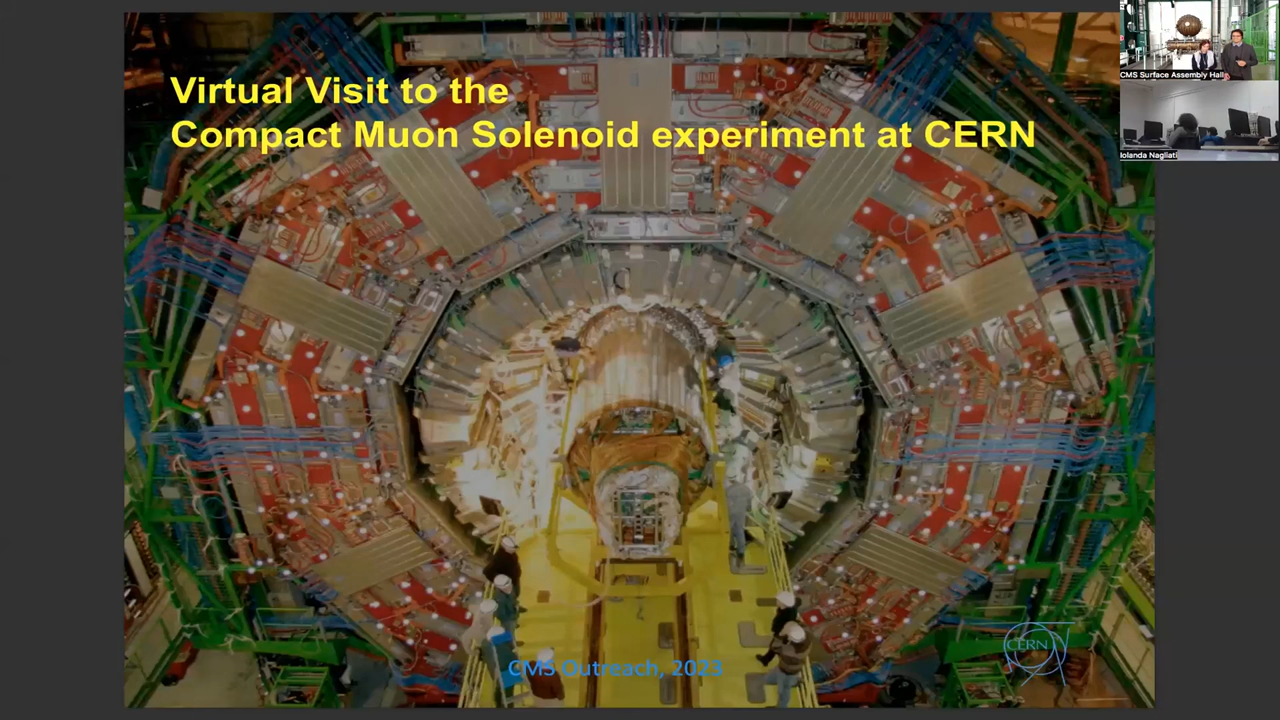 Virtual Visit to the
Compact Muon Solenoid experiment at CERN
CMS Surface Assembly Hall
Iolanda Nagliati
CMS Outreach, 2023
CERN